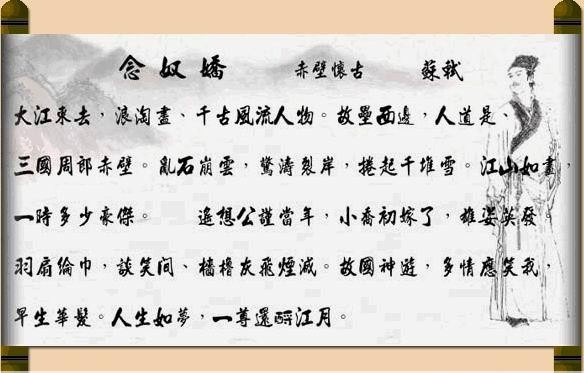 念奴嬌 赤壁懷古 蘇軾
大江東去，浪淘盡、千古風流人物。故壘西邊，人道是、
三國周郎赤壁。亂石崩雲，驚濤裂岸，捲起千堆雪。江山如畫，
一時多少豪傑。 遙想公謹當年，小喬初嫁了，雄姿英發。
羽扇綸巾，談笑間、檣櫓灰飛煙滅。故國神遊，多情應笑我，
早生華髮。人生如夢，一尊還酹江月。